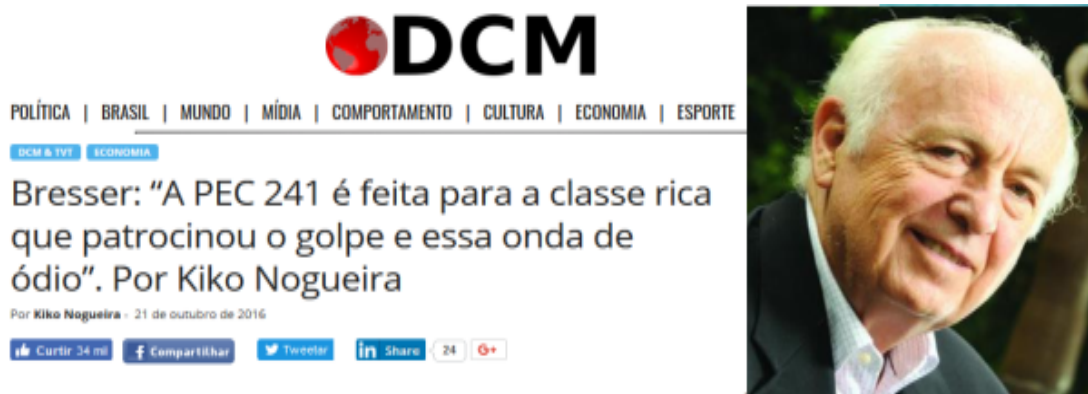 DCM
POLÍTICA | BRASIL | MUNDO | MÍDIA | COMPORTAMENTO | CULTURA | ECONOMIA | ESPORTE
DCM & TVT ECONOMIA
Bresser: “A PEC 241 é feita para a classe rica
que patrocinou o golpe e essa onda de
ódio”. Por Kiko Nogueira
Por Kiko Nogueira - 21 de outubro de 2016
Curtir 34 mil Compartilhar Tweetar in Share 24 G+